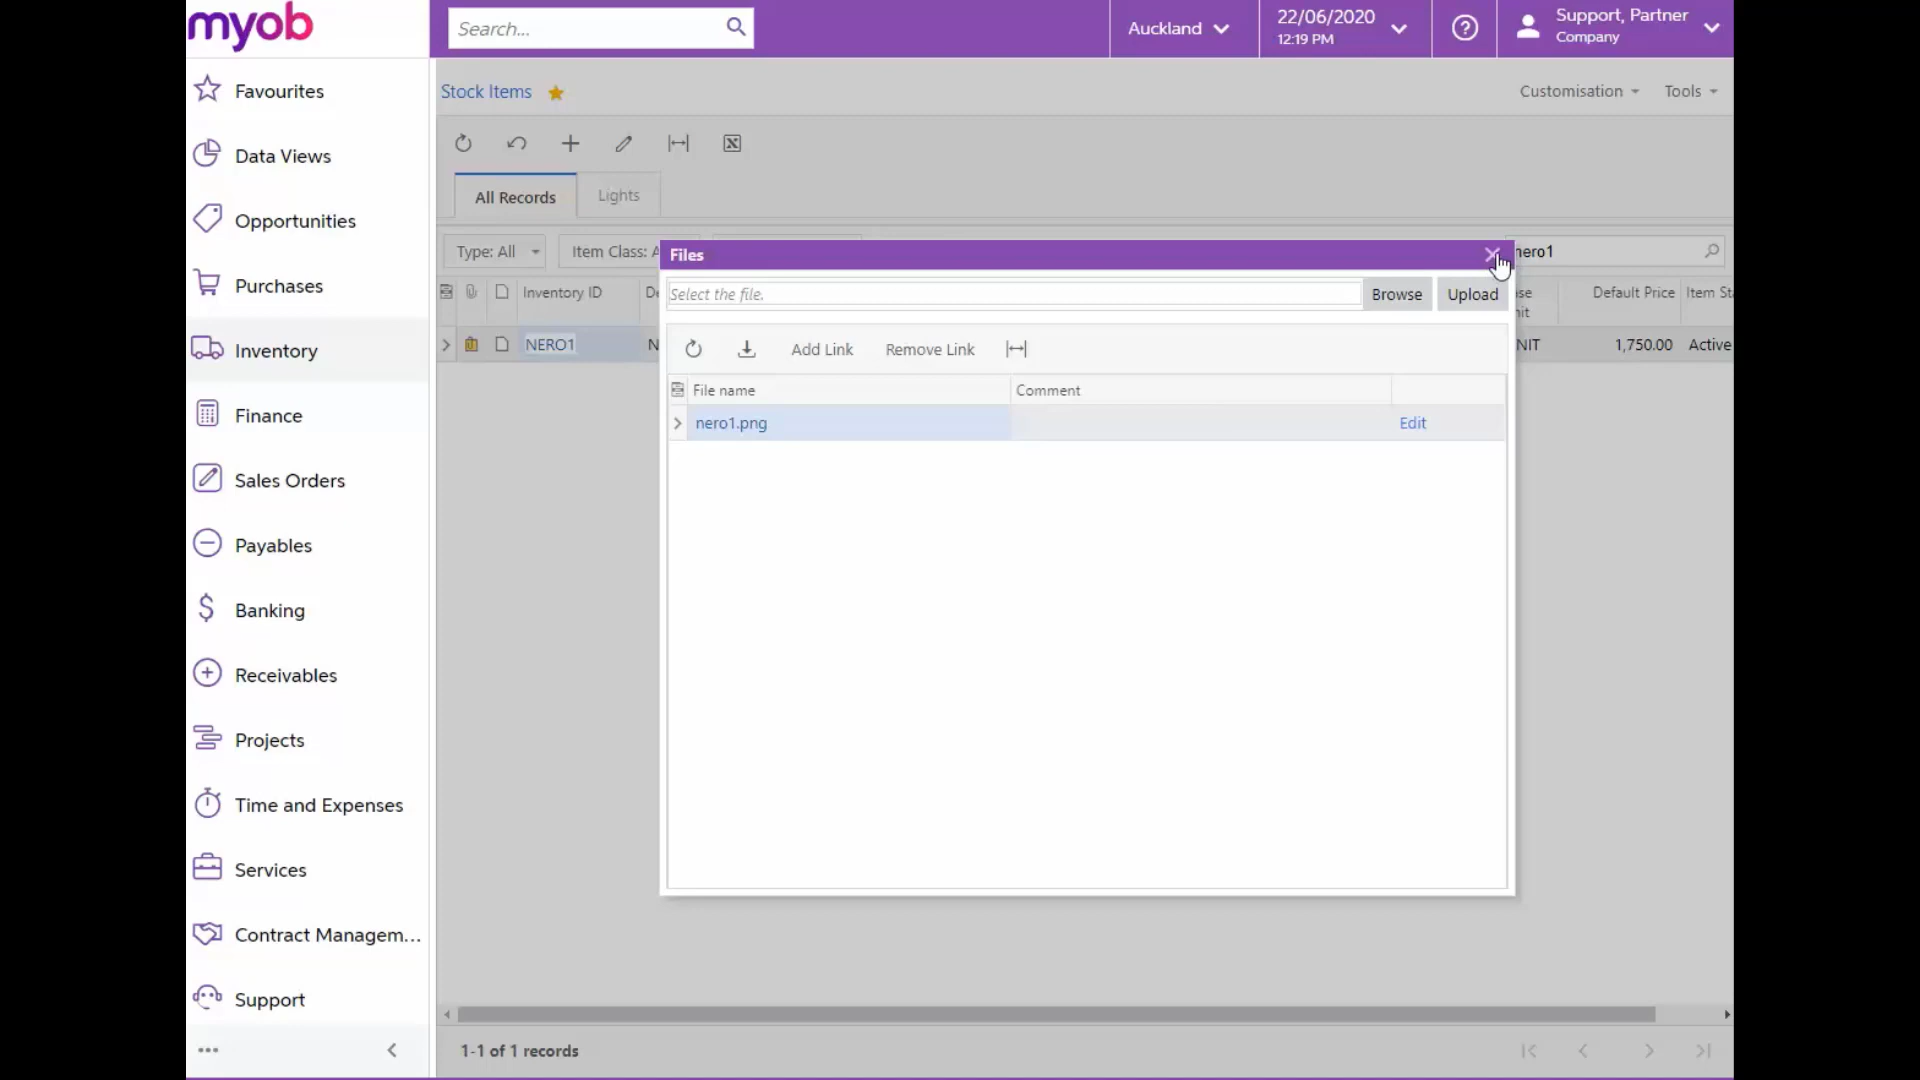 myob
Search...
Auckland
22/06/2020
12:19 PM
Support, Partner
Company
Favourites
Data Views
Opportunities
Purchases
Inventory
Finance
Sales Orders
Payables
Banking
Receivables
Projects
Time and Expenses
Services
Contract Managem...
Support
Stock Items
Customisation
Tools
All Records
Lights
Type: All
Item Class: A
nero1
Inventory ID
De
Default Price
Item St
NERO1
N
NIT
1,750.00
Active
Files
Select the file.
Browse
Upload
Add Link
Remove Link
File name
Comment
nero1.png
Edit
1-1 of 1 records